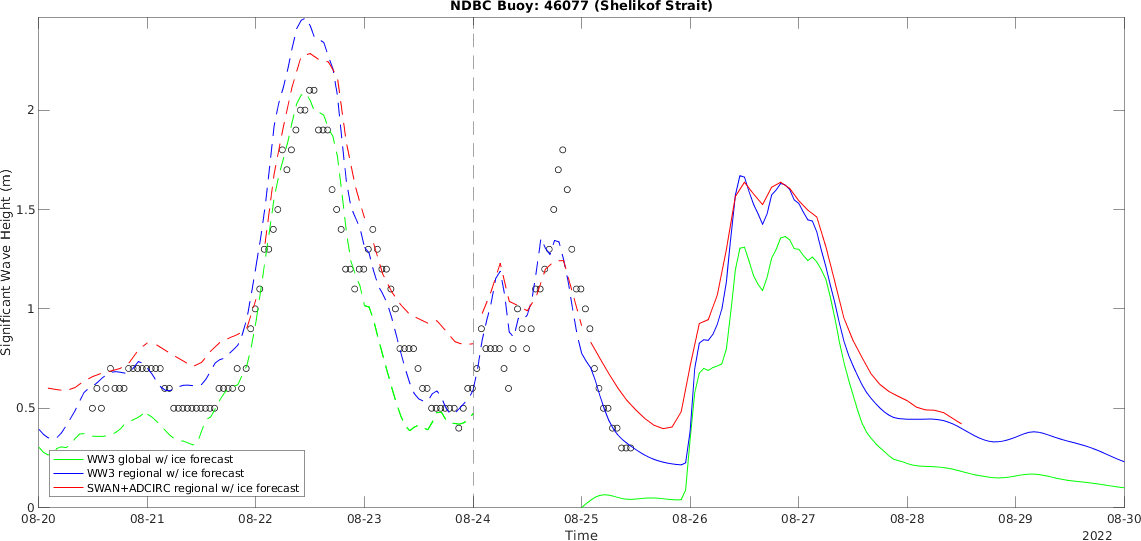 NDBC Buoy: 46077 (Shelikof Strait)
Significant Wave Height (m)
2
1.5
1
0.5
0
WW3 global w/ ice forecast
WW3 regional w/ ice forecast
SWAN+ADCIRC regional w/ ice forecast
08-20 08-21 08-22 08-23 08-24 08-25 08-26 08-27 08-28 08-29 08-30
Time
2022